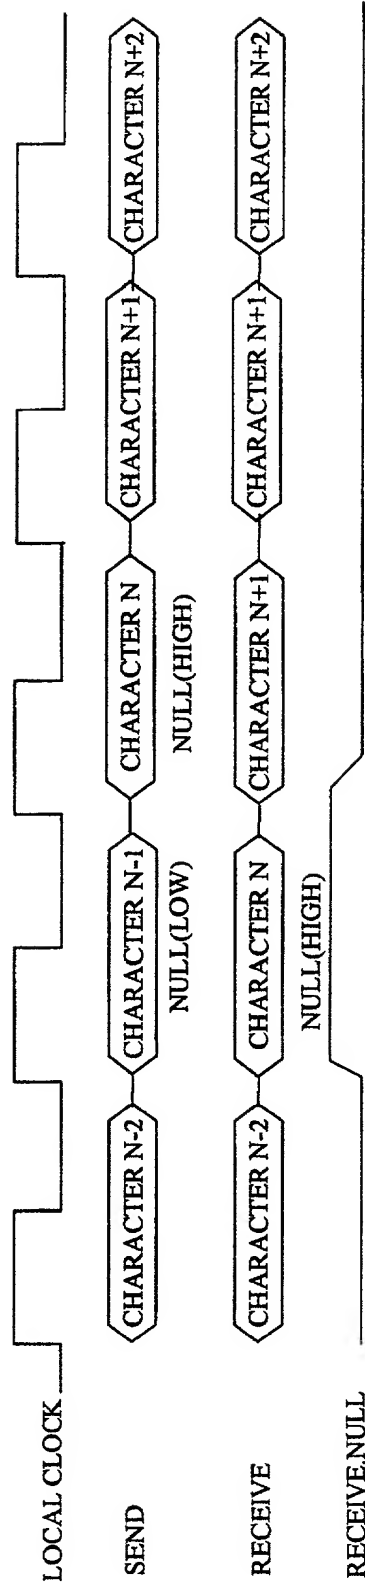 LOCAL CLOCK
SEND
CHARACTER N-2
CHARACTER N-1
CHARACTER N
CHARACTER N+1
CHARACTER N+2
NULL(LOW)
NULL(HIGH)
RECEIVE
CHARACTER N-2
CHARACTER N
CHARACTER N+1
CHARACTER N+1
CHARACTER N+2
NULL(HIGH)
RECEIVE.NULL